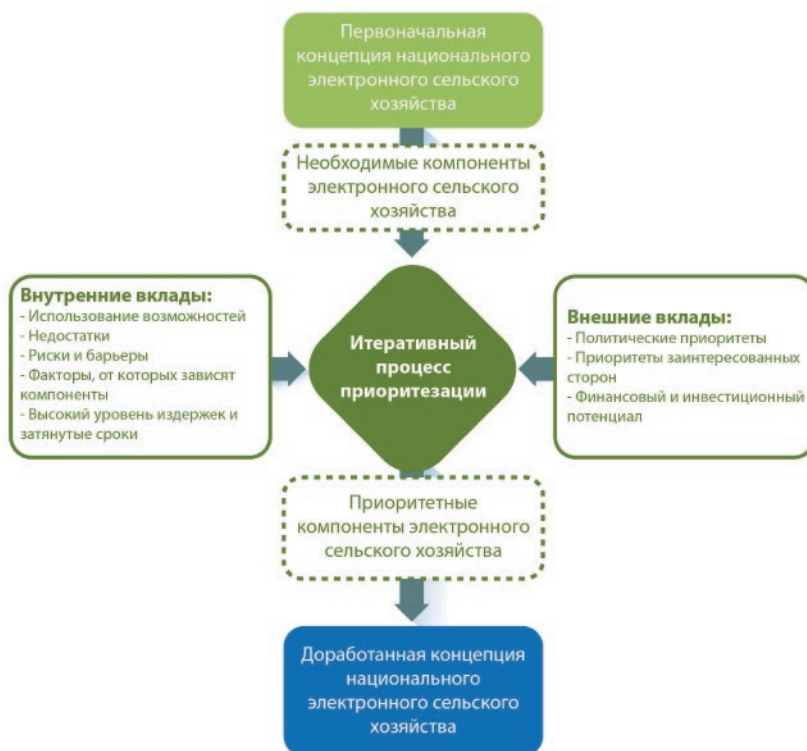 Первоначальная
концепция национального
электронного сельского
хозяйства
Необходимые компоненты
электронного сельского
хозяйства
Внутренние вклады:
- Использование возможностей
- Недостатки
- Риски и барьеры
- Факторы, от которых зависят
компоненты
- Высокий уровень издержек и
затянутые сроки
Итеративный
процесс
приоритезации
Внешние вклады:
- Политические приоритеты
- Приоритеты заинтересованных
сторон
- Финансовый и инвестиционный
потенциал
Приоритетные
компоненты электронного
сельского хозяйства
Доработанная концепция
национального
электронного сельского
хозяйства